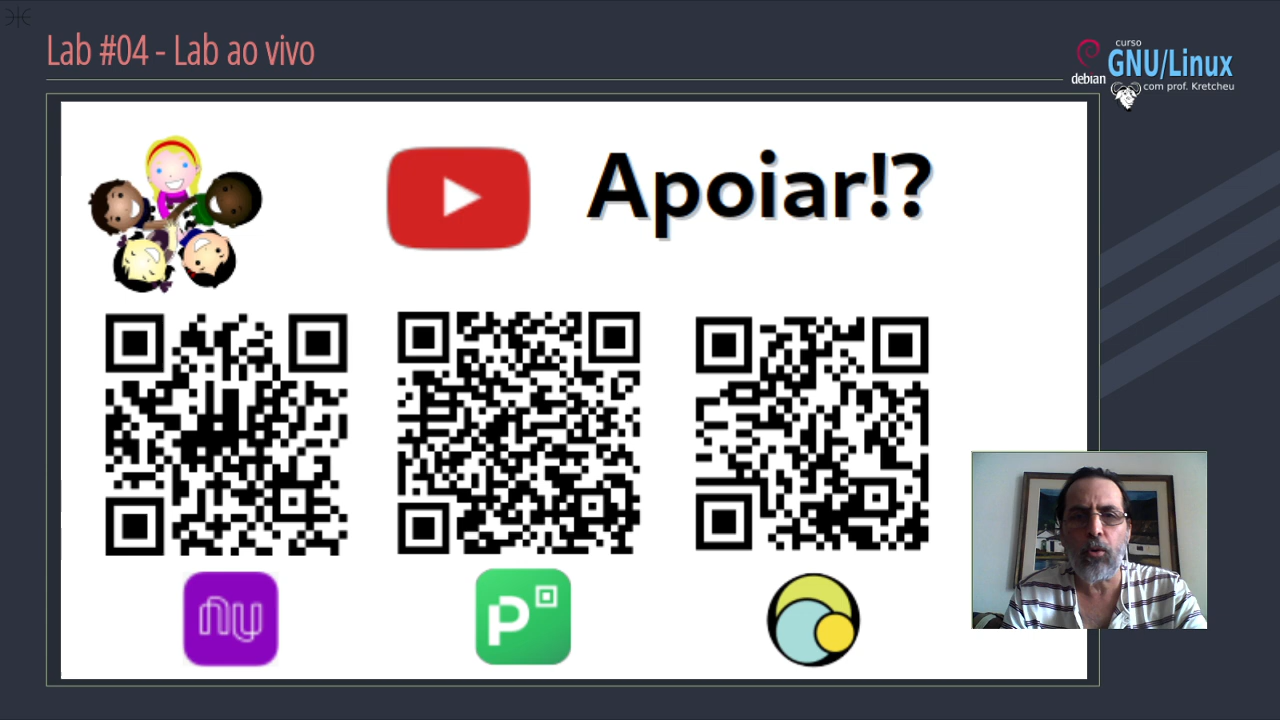 Lab #04 - Lab ao vivo
curso
GNU/Linux
debian
com prof. Kretcheu
Apoiar!?
nu
P